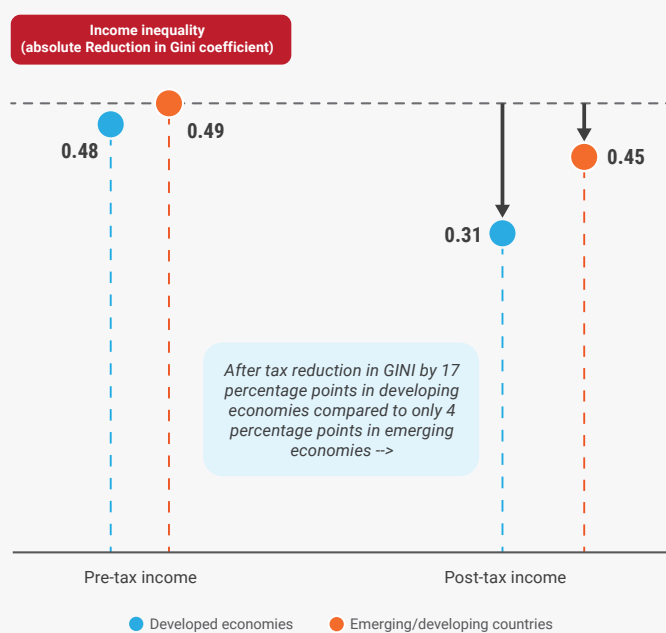 Income inequality
(absolute Reduction in Gini coefficient)
0.48
0.49
0.31
0.45
After tax reduction in GINI by 17
percentage points in developing
economies compared to only 4
percentage points in emerging
economies -->
Pre-tax income
Post-tax income
Developed economies
Emerging/developing countries